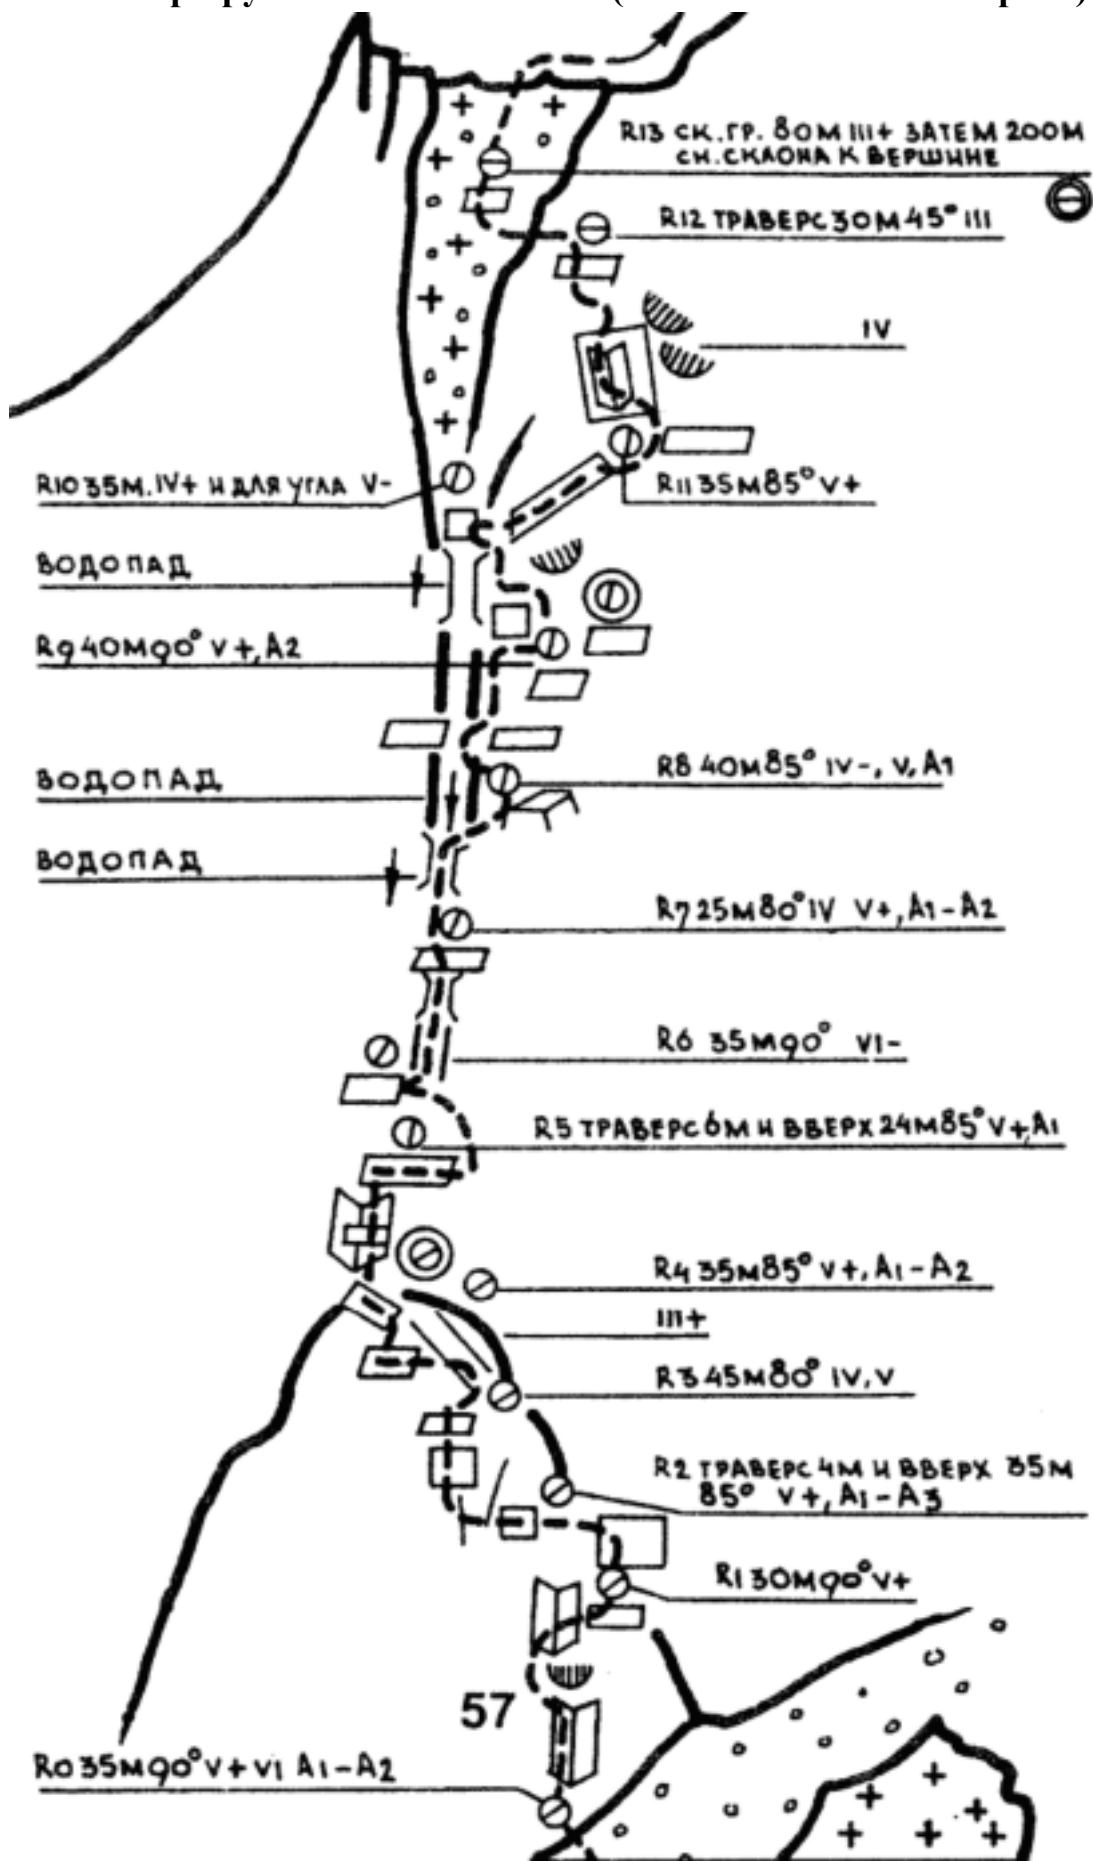 R13 СК.ГР. 80М III+ ЗАТЕМ 200М
СН.СКЛОНА К ВЕРШИНЕ
R12 ТРАВЕРС 30М 45° III
IV
R10 35М. IV+ И ДЛЯ УГЛА V-
R11 35М 85° V+
ВОДОПАД
R9 40М 90° V+, A2
R8 40М 85° IV-, V, A1
ВОДОПАД
ВОДОПАД
R7 25М 80° IV V+, A1-A2
R6 35М 90° VI-
R5 ТРАВЕРС 6М И ВВЕРХ 24М 85° V+, A1
R4 35М 85° V+, A1-A2
III+
R3 45М 80° IV, V
R2 ТРАВЕРС 4М И ВВЕРХ 35М
85° V+, A1-A3
R1 30М 90° V+
57
R0 35М 90° V+ VI A1-A2